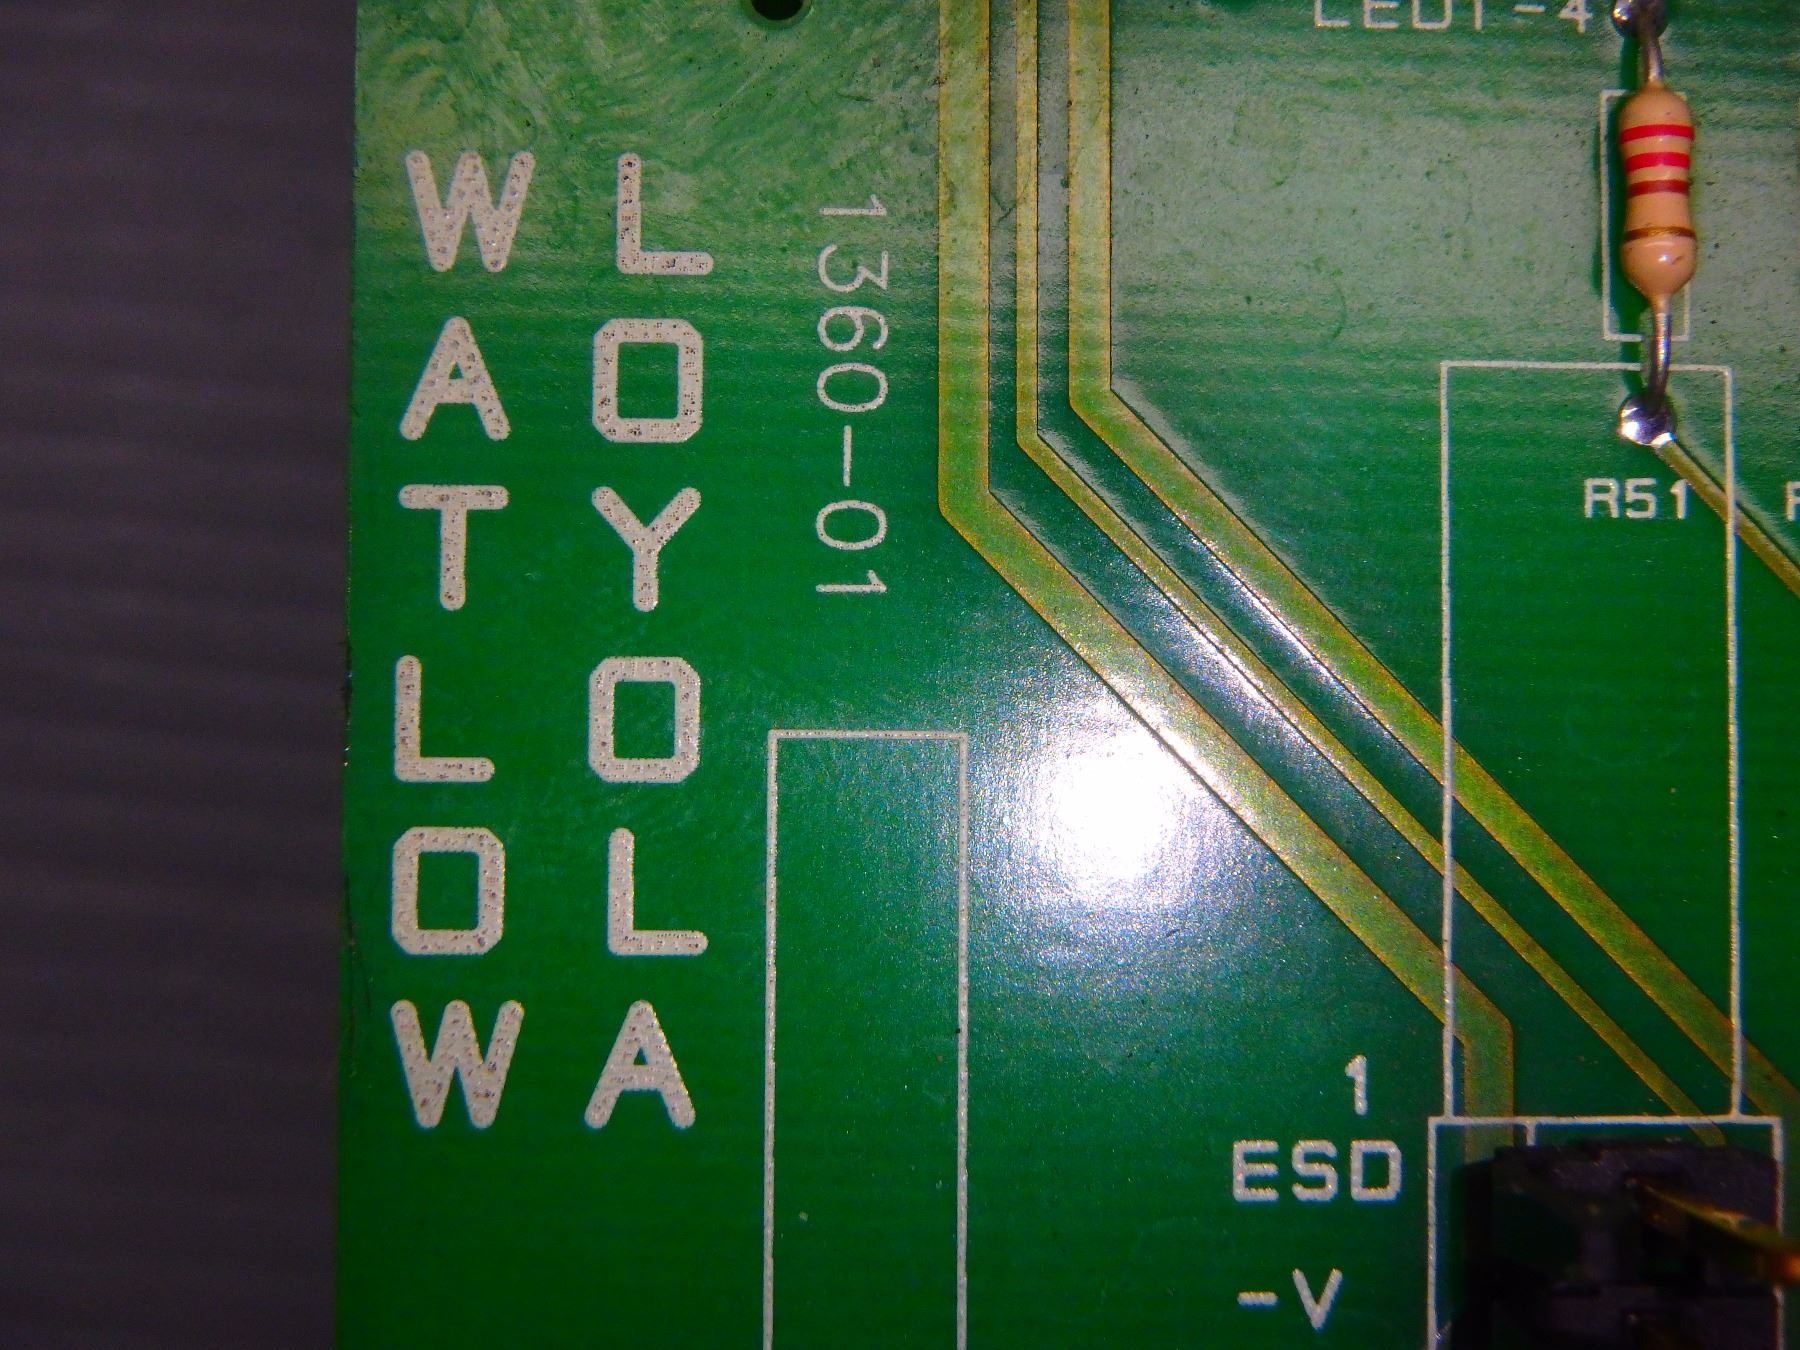 LED1-4
WATLOW
LOYOLA
1360-01
R51
1
ESD
-V